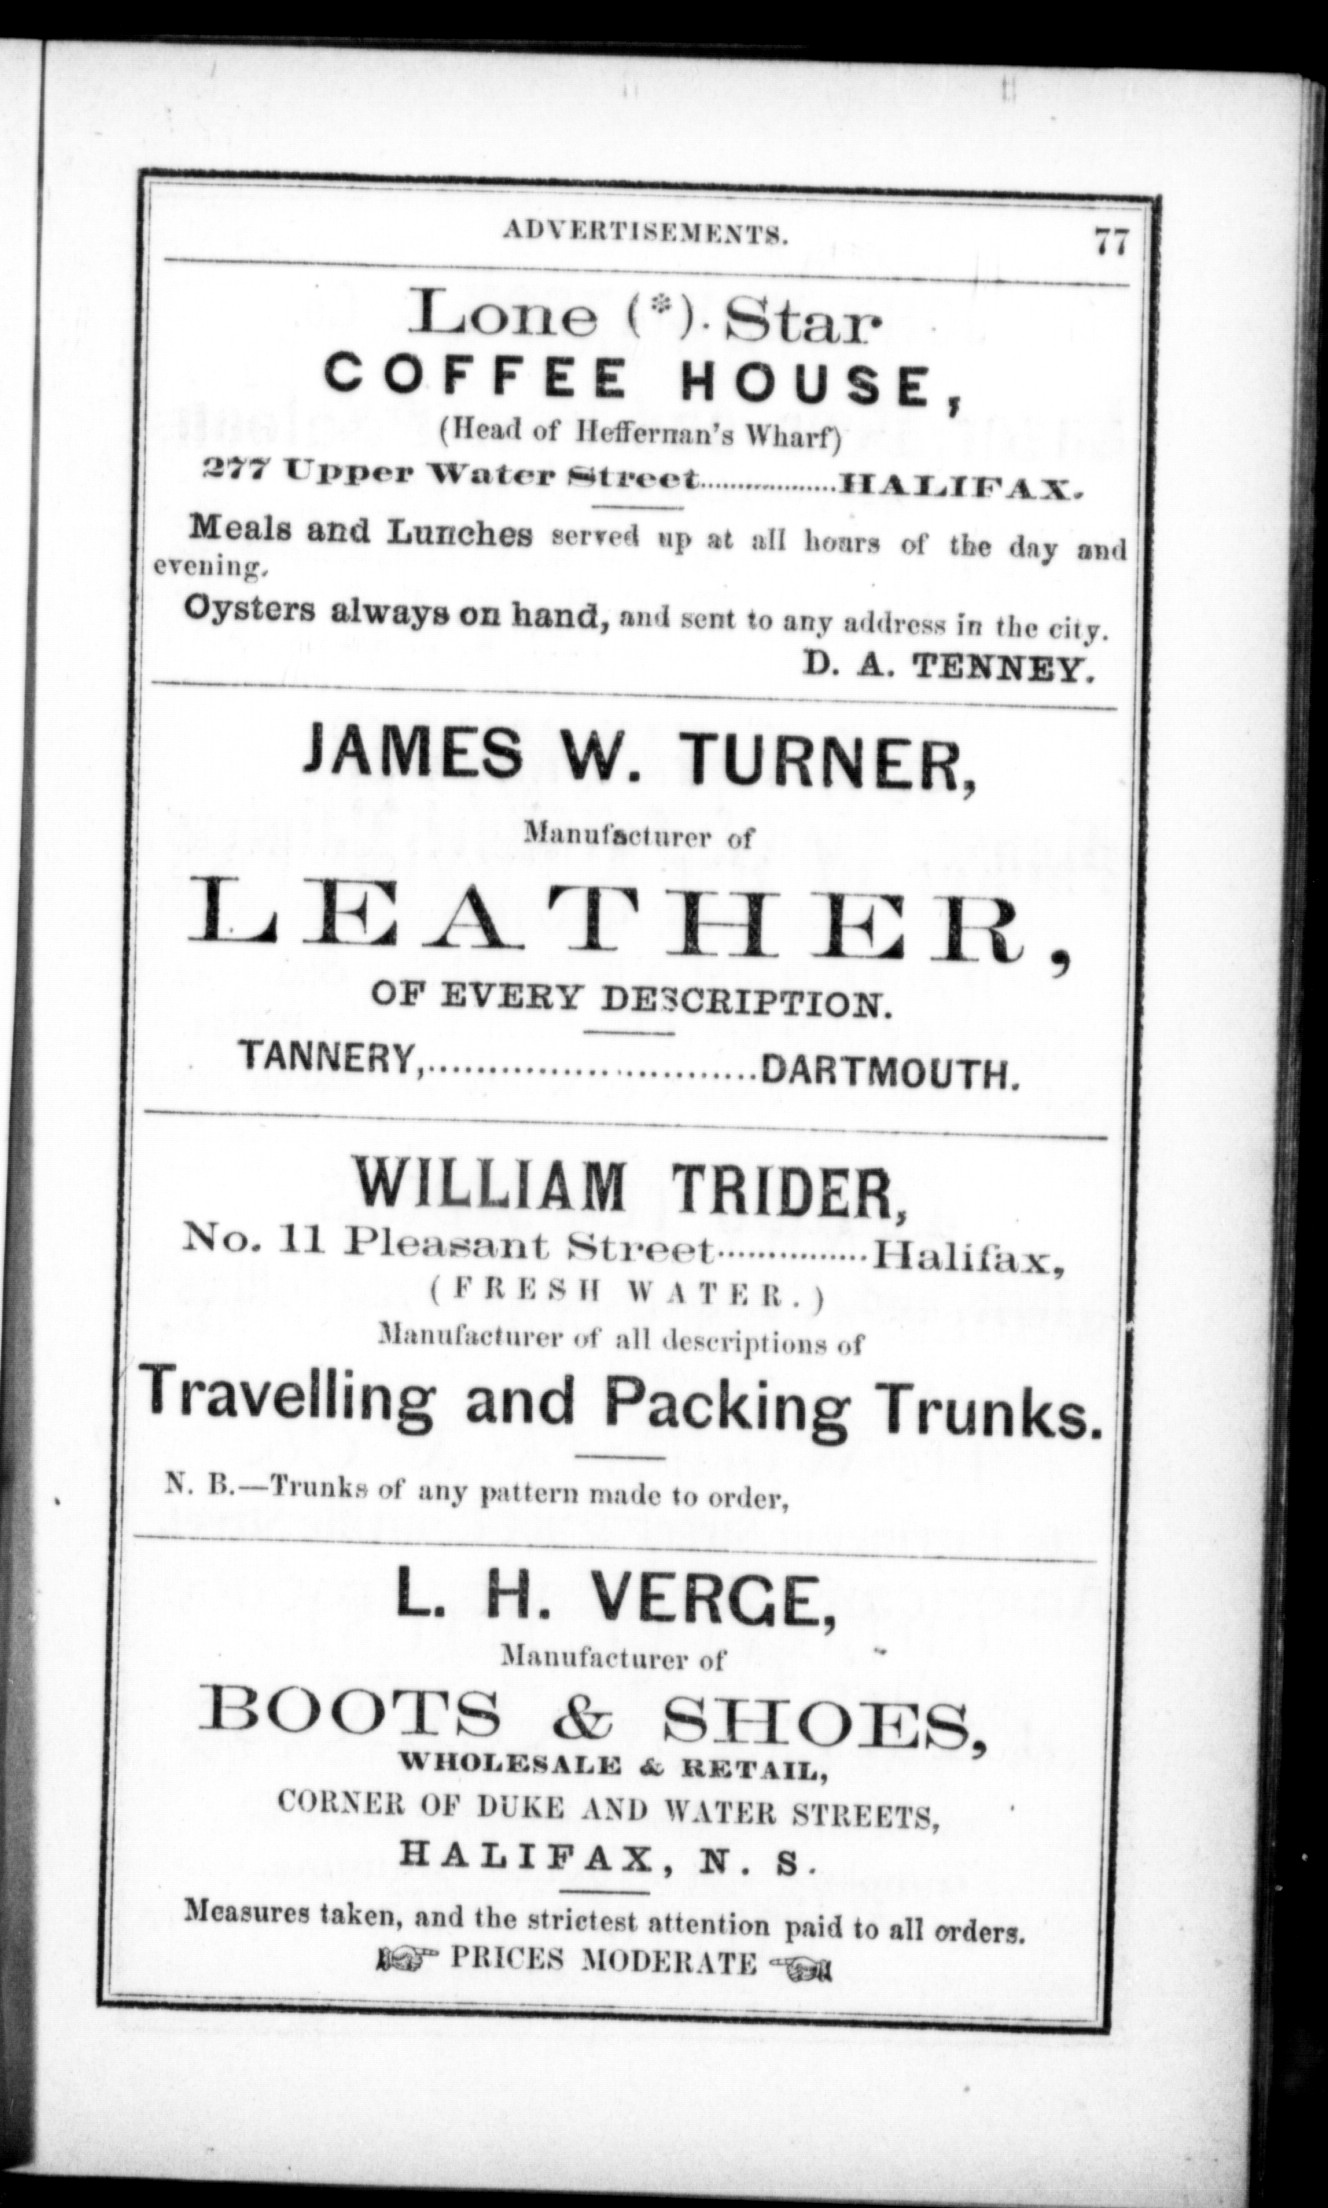 ADVERTISEMENTS. 77
Lone (*). Star
COFFEE HOUSE,
(Head of Heffernan's Wharf)
277 Upper Water Street..................HALIFAX.
Meals and Lunches served up at all hours of the day and
evening.
Oysters always on hand, and sent to any address in the city.
D. A. TENNEY.
JAMES W. TURNER,
Manufacturer of
LEATHER,
OF EVERY DESCRIPTION.
TANNERY,............................DARTMOUTH.
WILLIAM TRIDER,
No. 11 Pleasant Street................Halifax,
(FRESH WATER.)
Manufacturer of all descriptions of
Travelling and Packing Trunks.
N. B.—Trunks of any pattern made to order,
L. H. VERGE,
Manufacturer of
BOOTS & SHOES,
WHOLESALE & RETAIL,
CORNER OF DUKE AND WATER STREETS,
HALIFAX, N. S.
Measures taken, and the strictest attention paid to all orders.
☞ PRICES MODERATE ☜